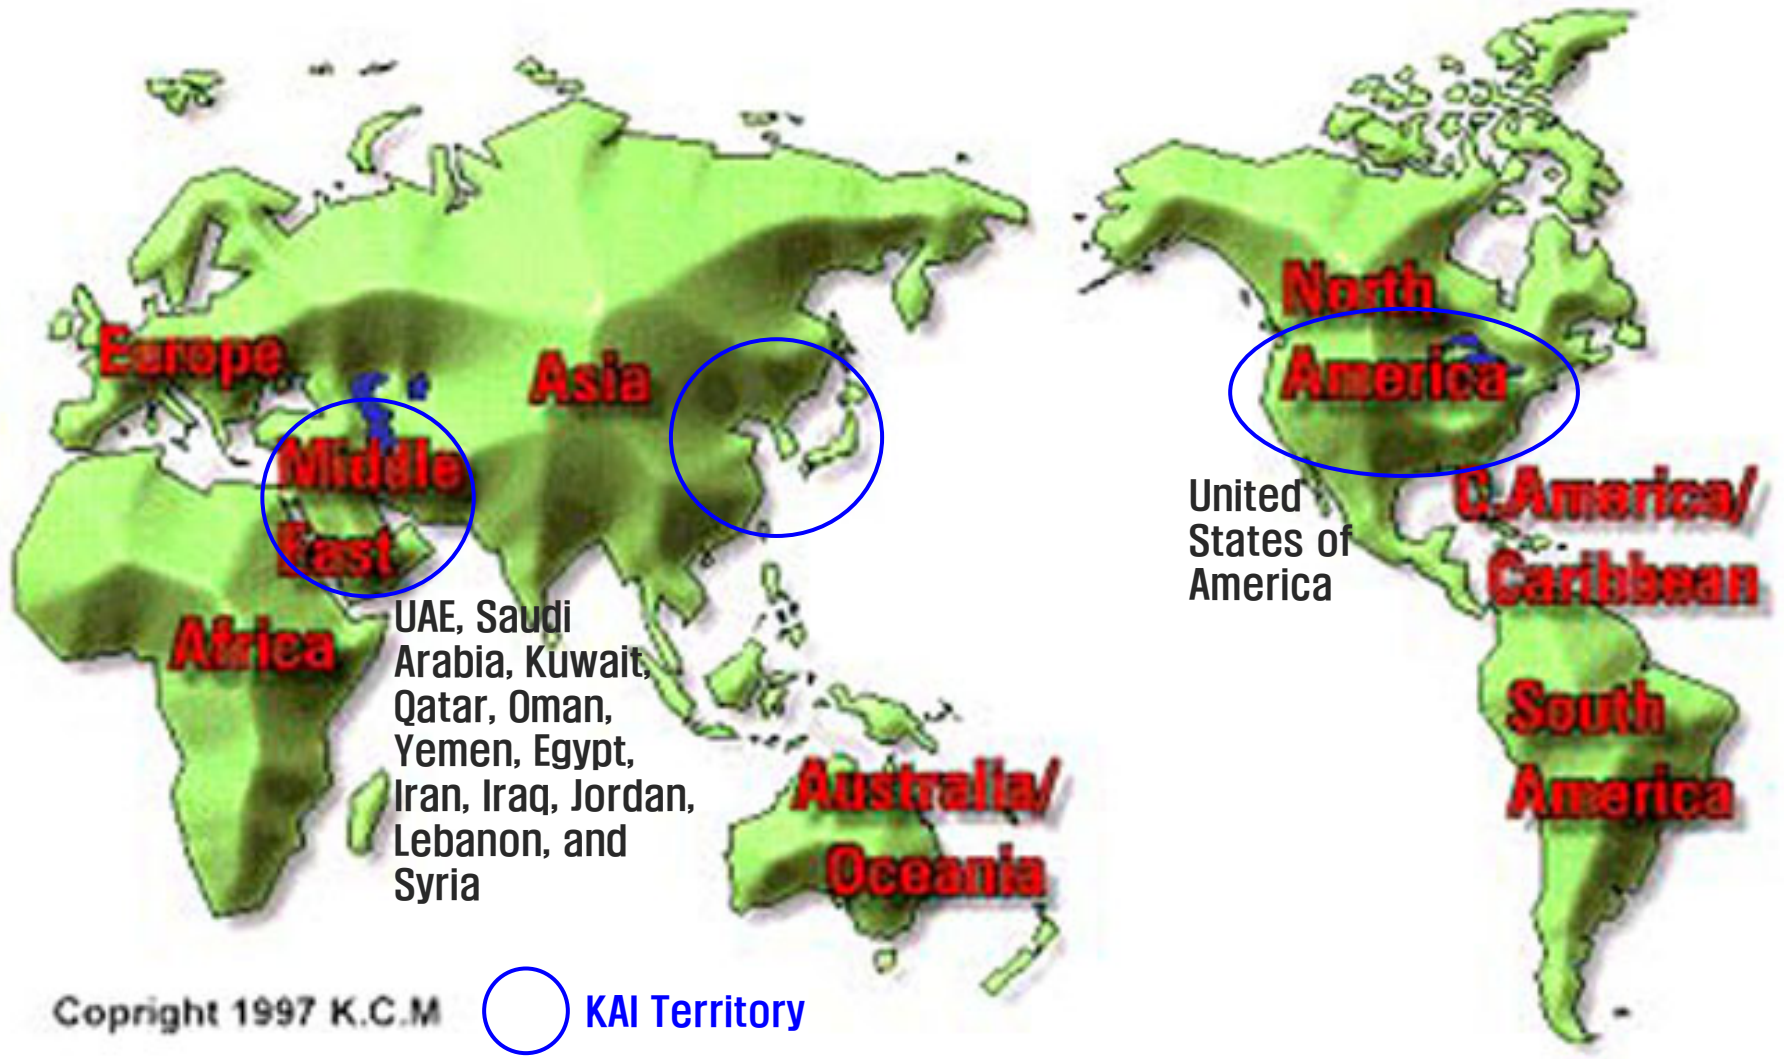 Europe
Asia
Middle
East
Africa
UAE, Saudi
Arabia, Kuwait,
Qatar, Oman,
Yemen, Egypt,
Iran, Iraq, Jordan,
Lebanon, and
Syria
Australia/
Oceania
North
America
United
States of
America
C.America/
Caribbean
South
America
Copright 1997 K.C.M
KAI Territory